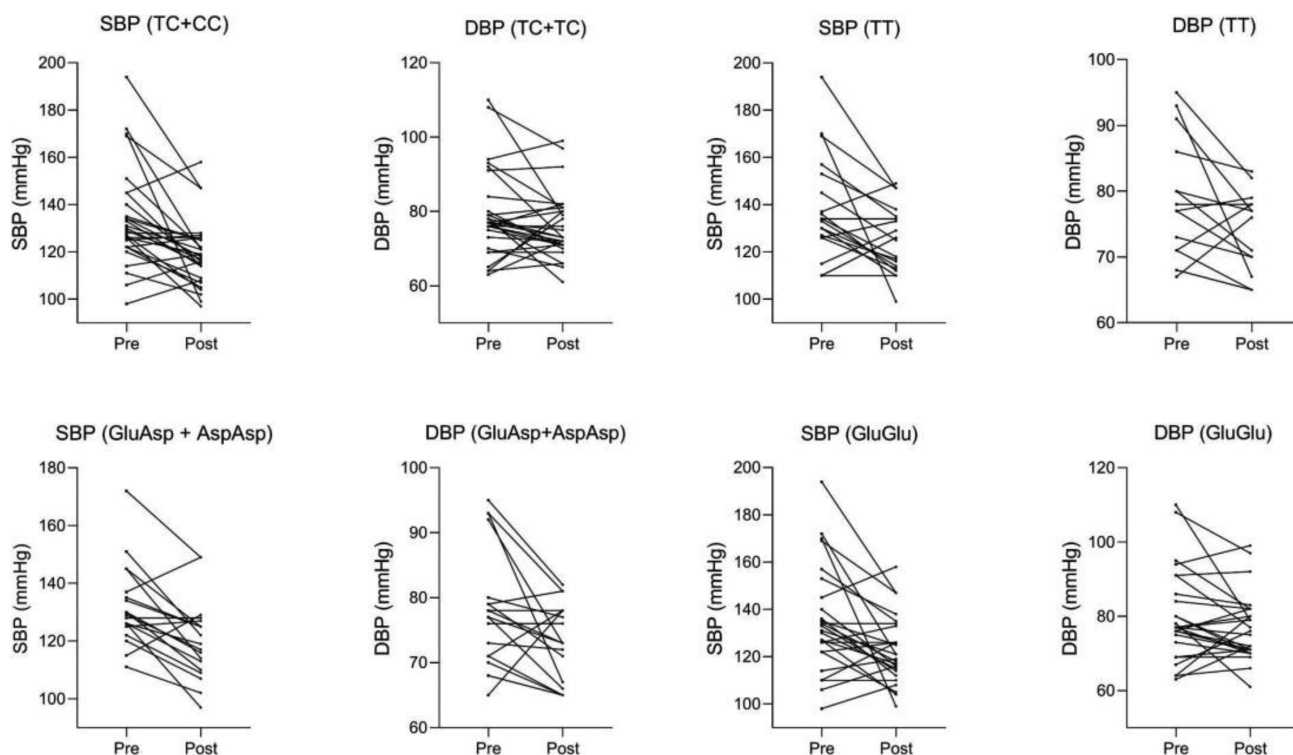 SBP (TC+CC)
SBP (mmHg)
200
180
160
140
120
100
Pre Post
DBP (TC+TC)
DBP (mmHg)
120
100
80
60
Pre Post
SBP (TT)
SBP (mmHg)
200
180
160
140
120
100
Pre Post
DBP (TT)
DBP (mmHg)
100
90
80
70
60
Pre Post
SBP (GluAsp + AspAsp)
SBP (mmHg)
180
160
140
120
100
Pre Post
DBP (GluAsp+AspAsp)
DBP (mmHg)
100
90
80
70
60
Pre Post
SBP (GluGlu)
SBP (mmHg)
200
180
160
140
120
100
Pre Post
DBP (GluGlu)
DBP (mmHg)
120
100
80
60
Pre Post